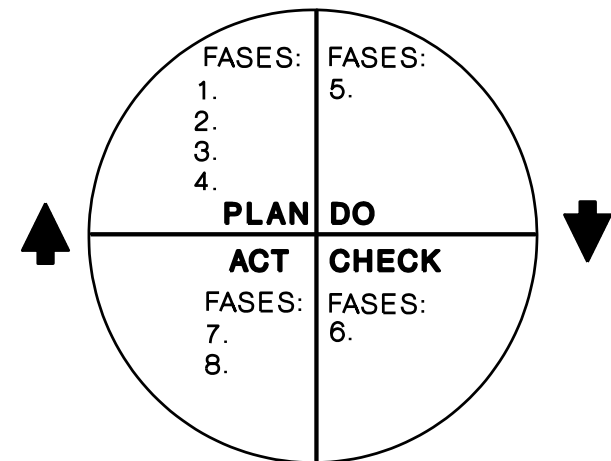 FASES:
1.
2.
3.
4.
PLAN
FASES:
5.
DO
ACT
FASES:
7.
8.
CHECK
FASES:
6.